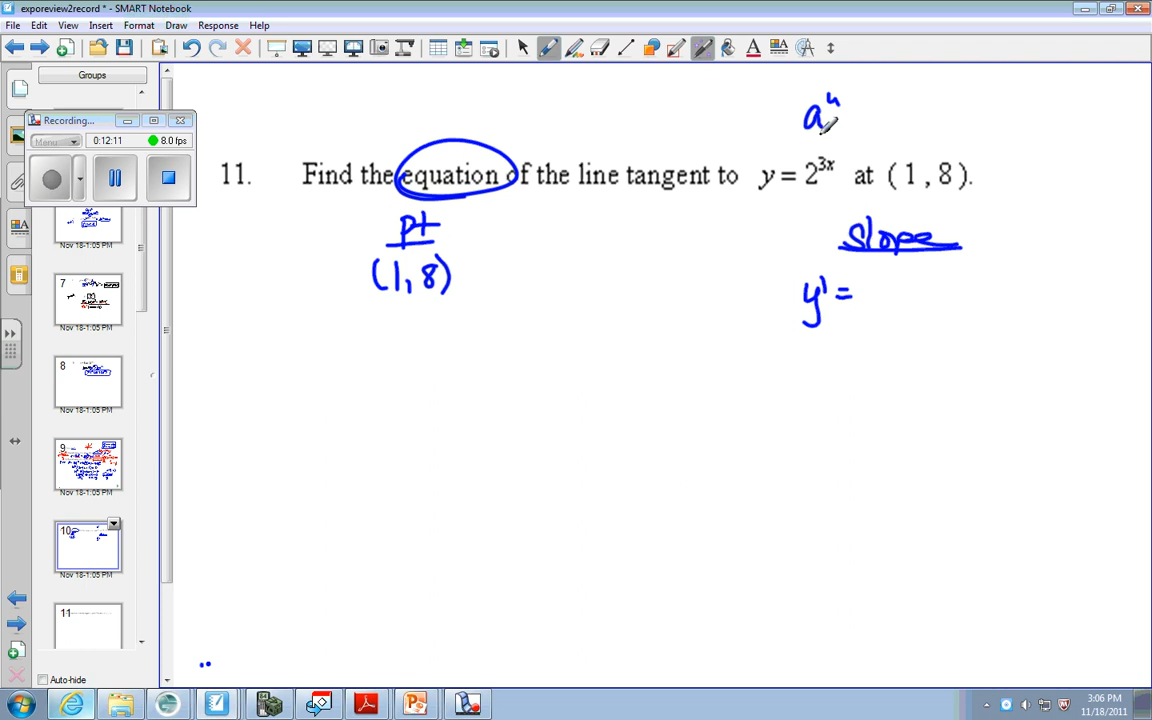 exporeview2record * - SMART Notebook
File Edit View Insert Format Draw Response Help
Groups
Recording...
Menu
0:12:11
8.0 fps
a^u
11. Find the equation of the line tangent to y = 2^{3x} at (1, 8).
pt
slope
(1, 8)
y' =
Nov 18-1:05 PM
7
Nov 18-1:05 PM
8
Nov 18-1:05 PM
9
Nov 18-1:05 PM
10
Nov 18-1:05 PM
11
Auto-hide
3:06 PM
11/18/2011